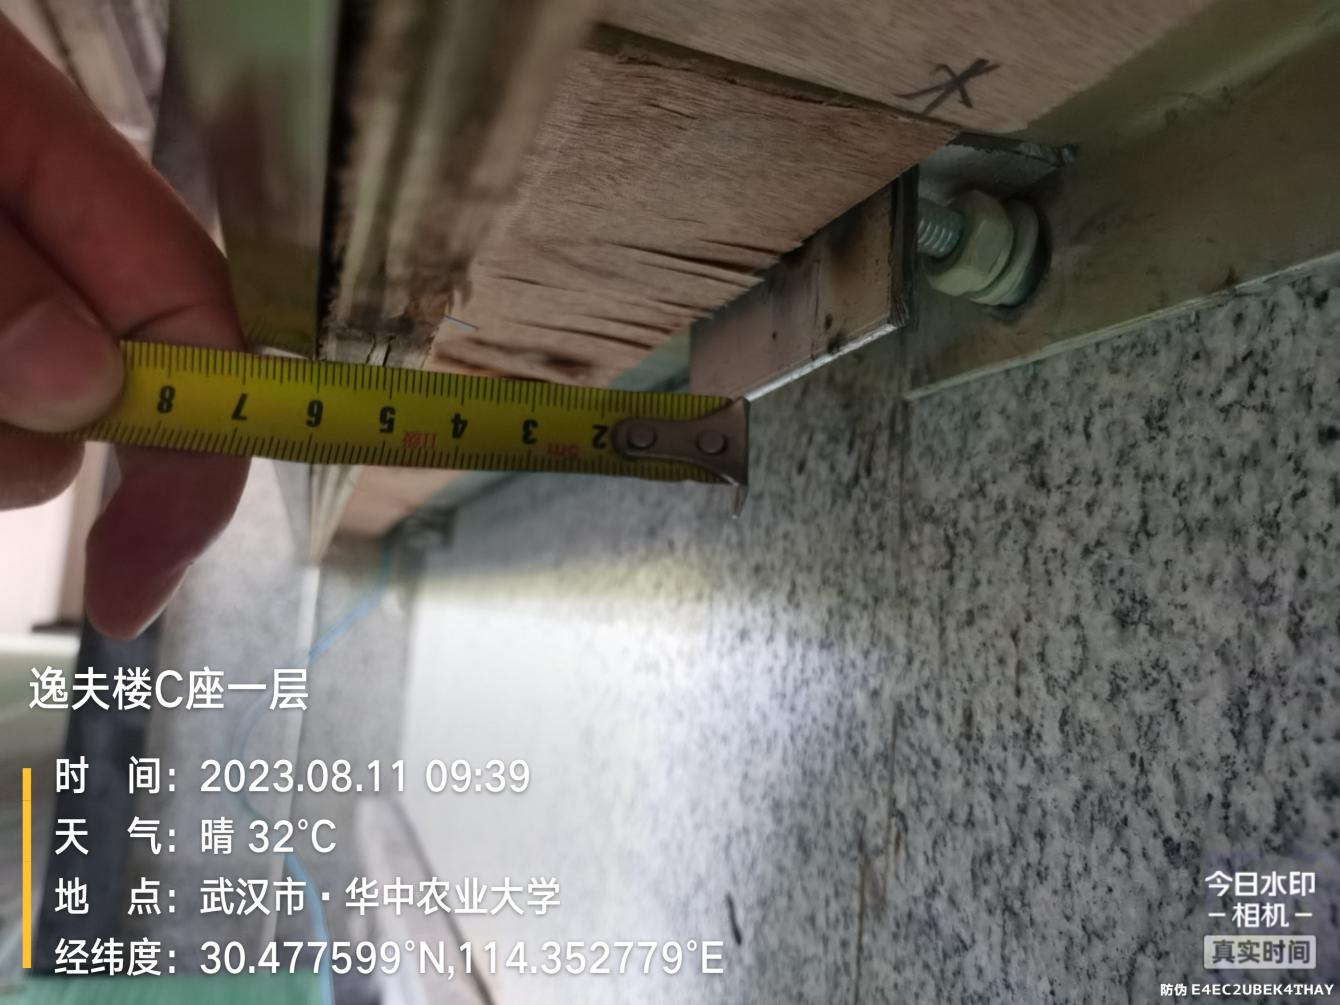 8 7 6 5 4 3 2
5m
逸夫楼C座一层
时 间：2023.08.11 09:39
天 气：晴 32°C
地 点：武汉市·华中农业大学
经纬度：30.477599°N,114.352779°E
今日水印
相机
真实时间
防伪 E4EC2UBEK4THAY